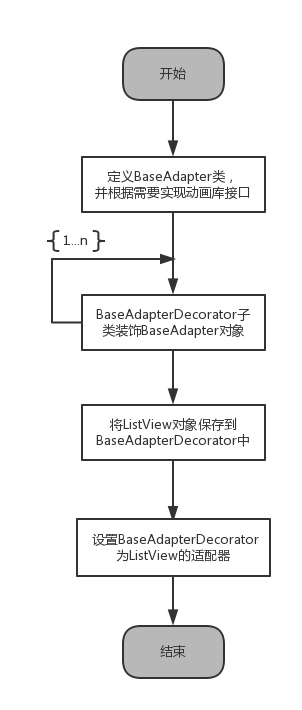 开始
定义BaseAdapter类，
并根据需要实现动画库接口
{ 1...n }
BaseAdapterDecorator子
类装饰BaseAdapter对象
将ListView对象保存到
BaseAdapterDecorator中
设置BaseAdapterDecorator
为ListView的适配器
结束